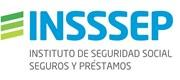 INSSSEP
INSTITUTO DE SEGURIDAD SOCIAL
SEGUROS Y PRÉSTAMOS